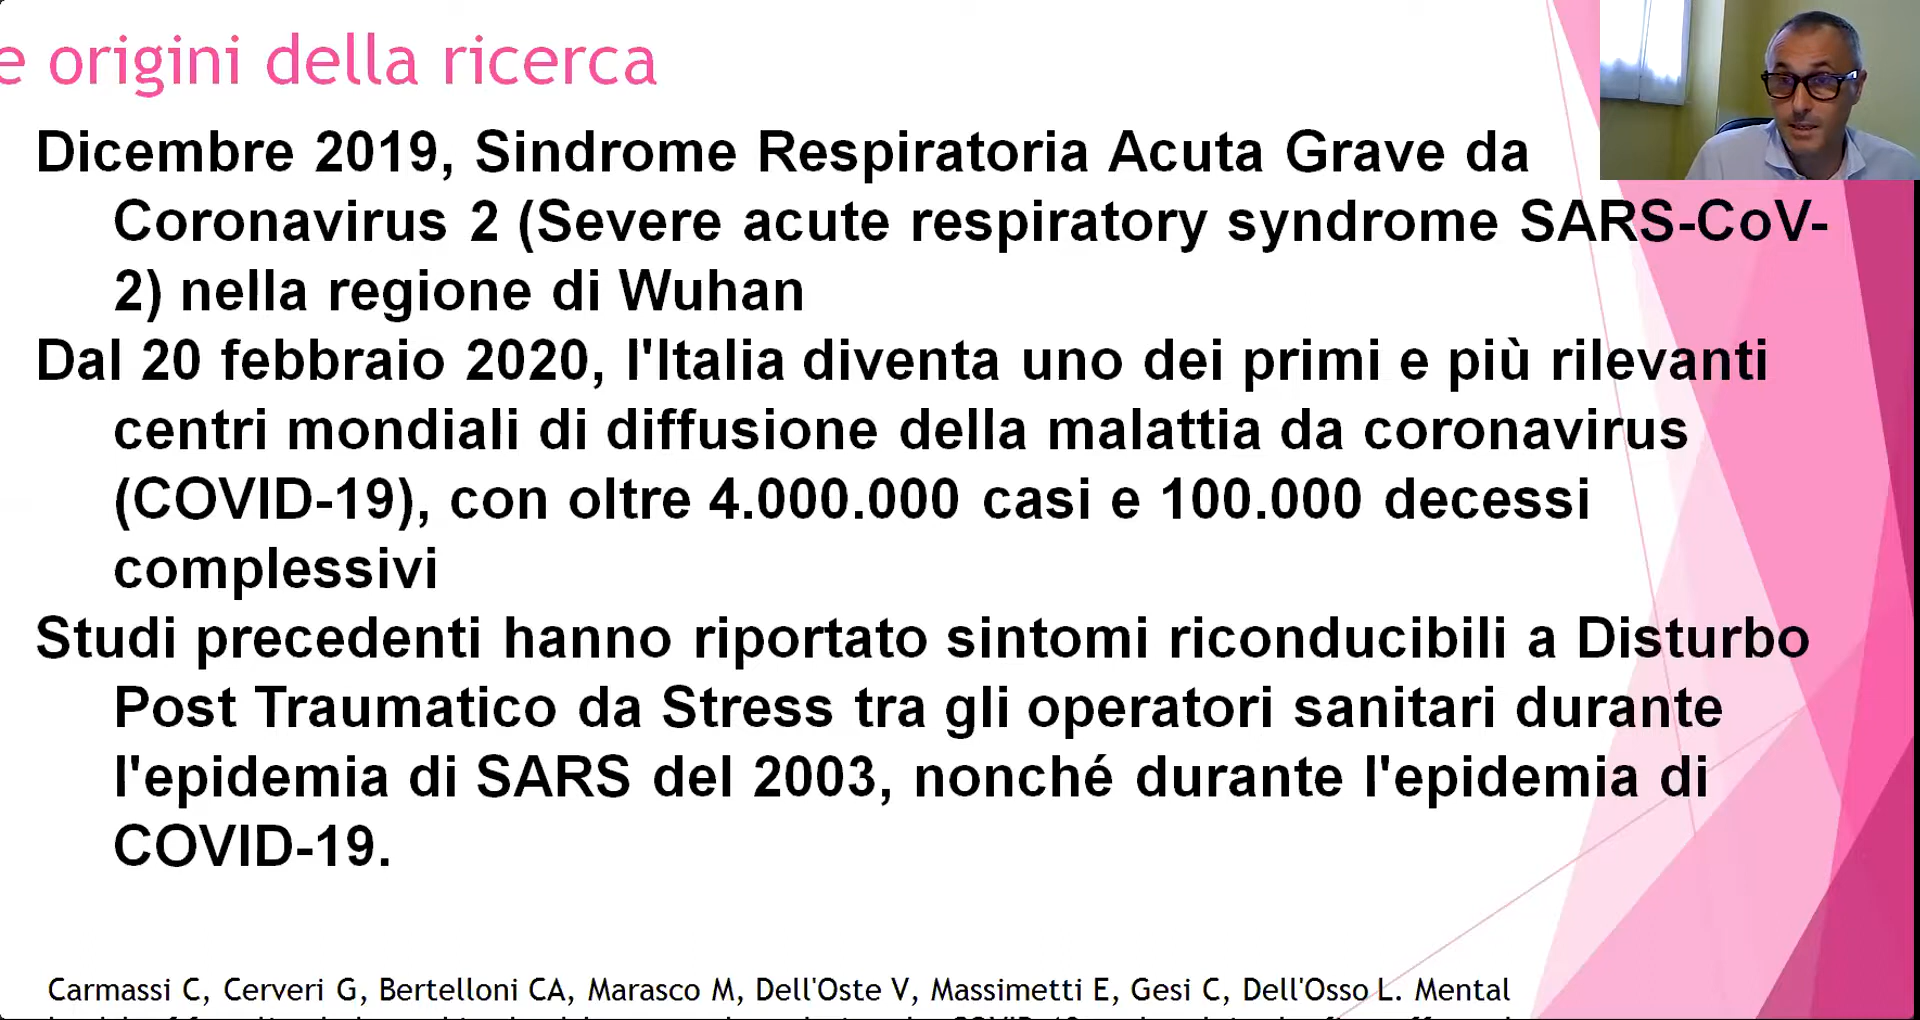 e origini della ricerca
Dicembre 2019, Sindrome Respiratoria Acuta Grave da
Coronavirus 2 (Severe acute respiratory syndrome SARS-CoV-
2) nella regione di Wuhan
Dal 20 febbraio 2020, l'Italia diventa uno dei primi e più rilevanti
centri mondiali di diffusione della malattia da coronavirus
(COVID-19), con oltre 4.000.000 casi e 100.000 decessi
complessivi
Studi precedenti hanno riportato sintomi riconducibili a Disturbo
Post Traumatico da Stress tra gli operatori sanitari durante
l'epidemia di SARS del 2003, nonché durante l'epidemia di
COVID-19.
Carmassi C, Cerveri G, Bertelloni CA, Marasco M, Dell'Oste V, Massimetti E, Gesi C, Dell'Osso L. Mental